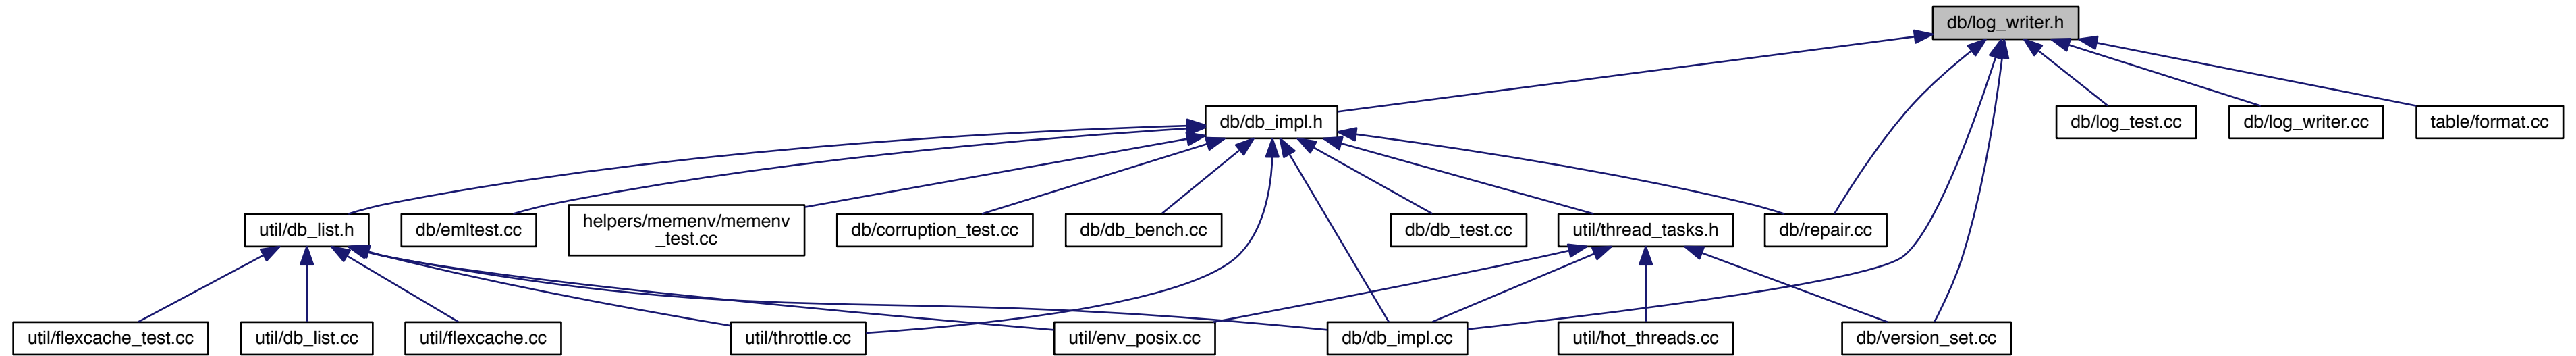 db/log_writer.h
db/db_impl.h
db/log_test.cc
db/log_writer.cc
table/format.cc
util/db_list.h
db/emltest.cc
helpers/memenv/memenv
_test.cc
db/corruption_test.cc
db/db_bench.cc
db/db_test.cc
util/thread_tasks.h
db/repair.cc
util/flexcache_test.cc
util/db_list.cc
util/flexcache.cc
util/throttle.cc
util/env_posix.cc
db/db_impl.cc
util/hot_threads.cc
db/version_set.cc